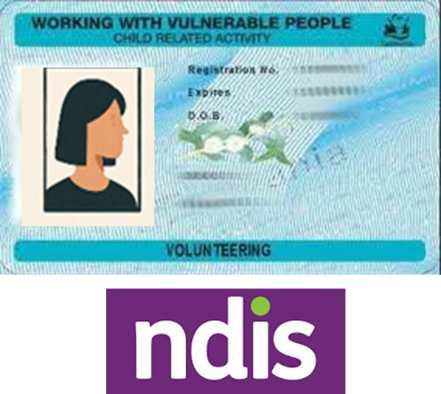 WORKING WITH VULNERABLE PEOPLE
CHILD RELATED ACTIVITY
Registration No.
Expires
D.O.B.
VOLUNTEERING
ndis